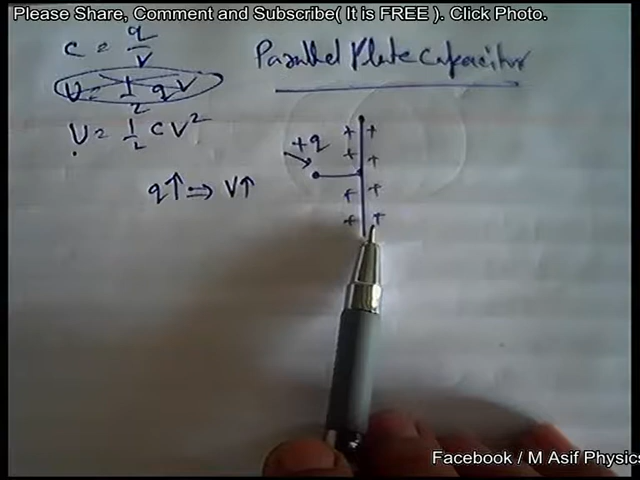 Please Share, Comment and Subscribe( It is FREE ). Click Photo.
C = q/V
Parallel Plate Capacitor
U = 1/2 qV
U = 1/2 CV²
+q
q↑ ⇒ V↑
+ +
+ +
+ +
+ +
Facebook / M Asif Physics